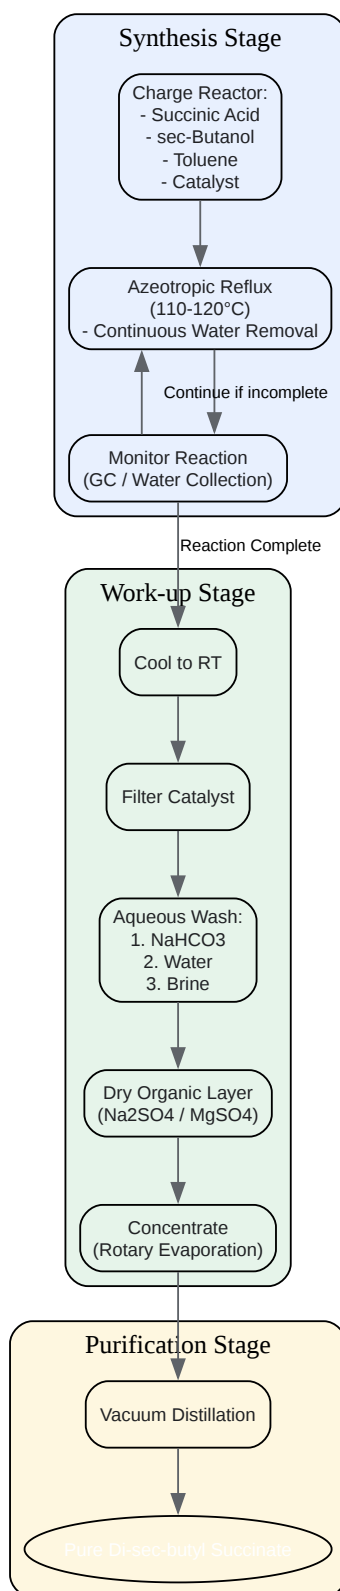 Synthesis Stage
Charge Reactor:
- Succinic Acid
- sec-Butanol
- Toluene
- Catalyst
Azeotropic Reflux
(110-120°C)
- Continuous Water Removal
Continue if incomplete
Monitor Reaction
(GC / Water Collection)
Reaction Complete
Work-up Stage
Cool to RT
Filter Catalyst
Aqueous Wash:
1. NaHCO3
2. Water
3. Brine
Dry Organic Layer
(Na2SO4 / MgSO4)
Concentrate
(Rotary Evaporation)
Purification Stage
Vacuum Distillation
Pure Di-sec-butyl Succinate